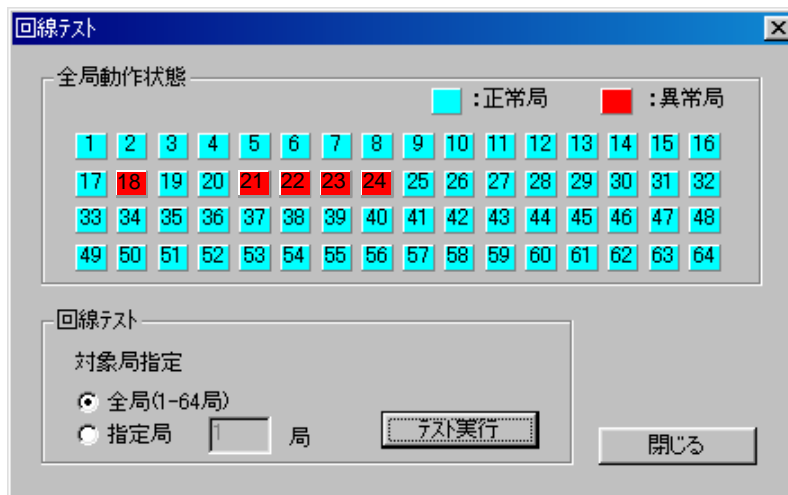 回線テスト
全局動作状態
:正常局 :異常局
1 2 3 4 5 6 7 8 9 10 11 12 13 14 15 16
17 18 19 20 21 22 23 24 25 26 27 28 29 30 31 32
33 34 35 36 37 38 39 40 41 42 43 44 45 46 47 48
49 50 51 52 53 54 55 56 57 58 59 60 61 62 63 64
回線テスト
対象局指定
全局(1-64局)
指定局 1 局
テスト実行
閉じる